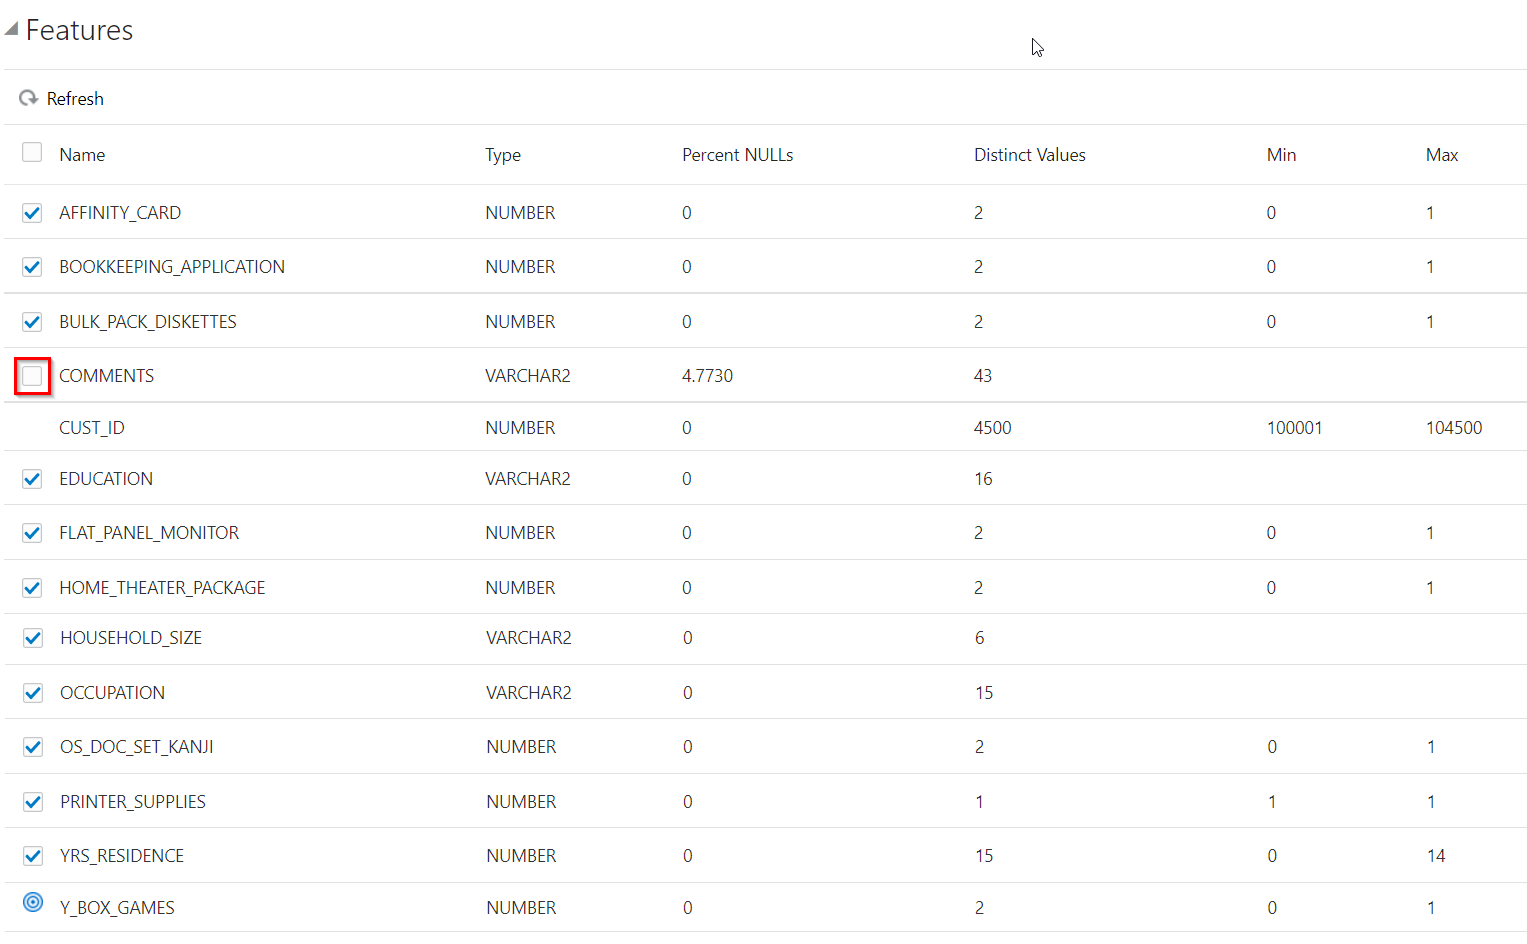 Features
Refresh
Name Type Percent NULLs Distinct Values Min Max
AFFINITY_CARD NUMBER 0 2 0 1
BOOKKEEPING_APPLICATION NUMBER 0 2 0 1
BULK_PACK_DISKETTES NUMBER 0 2 0 1
COMMENTS VARCHAR2 4.7730 43
CUST_ID NUMBER 0 4500 100001 104500
EDUCATION VARCHAR2 0 16
FLAT_PANEL_MONITOR NUMBER 0 2 0 1
HOME_THEATER_PACKAGE NUMBER 0 2 0 1
HOUSEHOLD_SIZE VARCHAR2 0 6
OCCUPATION VARCHAR2 0 15
OS_DOC_SET_KANJI NUMBER 0 2 0 1
PRINTER_SUPPLIES NUMBER 0 1 1 1
YRS_RESIDENCE NUMBER 0 15 0 14
Y_BOX_GAMES NUMBER 0 2 0 1